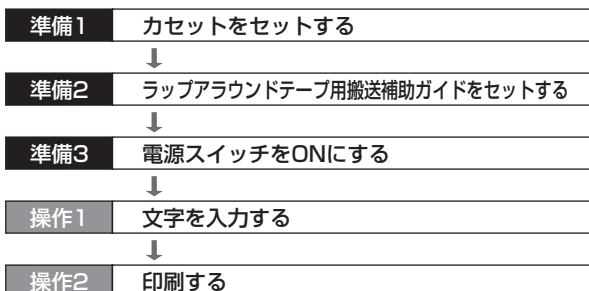 準備1 カセットをセットする
準備2 ラップアラウンドテープ用搬送補助ガイドをセットする
準備3 電源スイッチをONにする
操作1 文字を入力する
操作2 印刷する